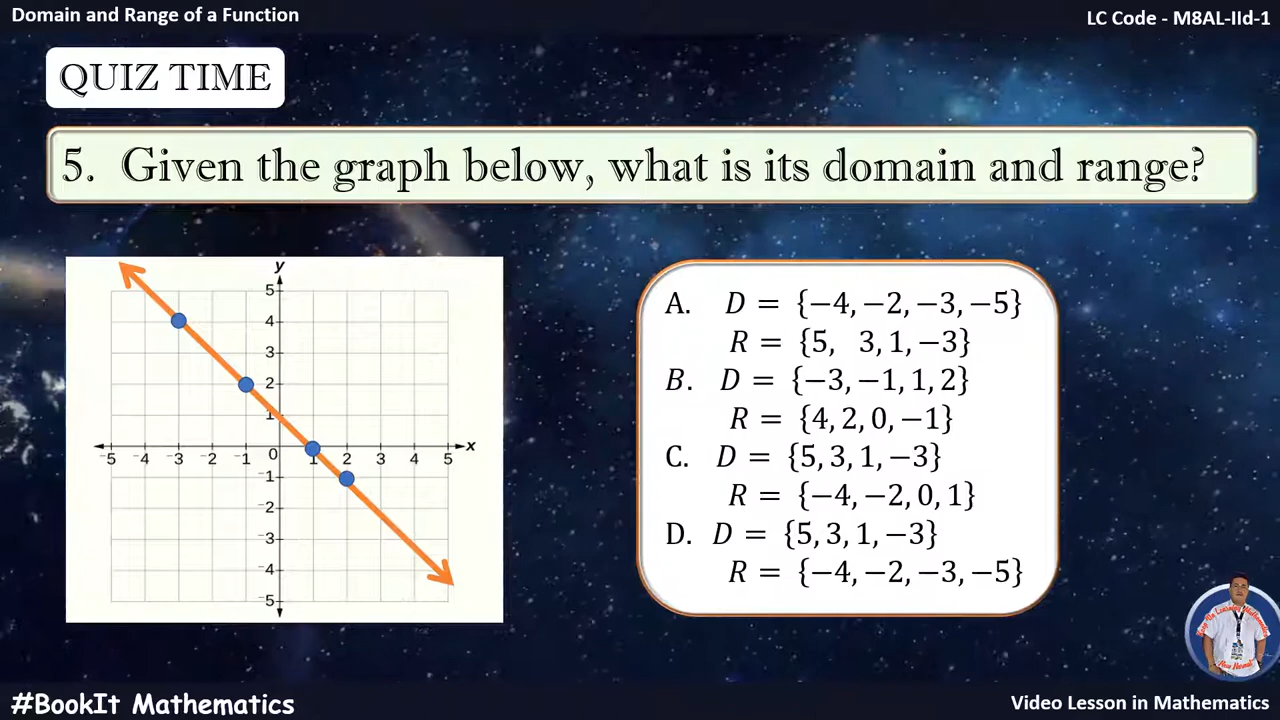 Domain and Range of a Function
LC Code - M8AL-IId-1
QUIZ TIME
5. Given the graph below, what is its domain and range?
y
5
4
3
2
1
-5 -4 -3 -2 -1 0 1 2 3 4 5 x
-1
-2
-3
-4
-5
A. D = {−4, −2, −3, −5}
R = {5, 3, 1, −3}
B. D = {−3, −1, 1, 2}
R = {4, 2, 0, −1}
C. D = {5, 3, 1, −3}
R = {−4, −2, 0, 1}
D. D = {5, 3, 1, −3}
R = {−4, −2, −3, −5}
#BookIt Mathematics
Video Lesson in Mathematics